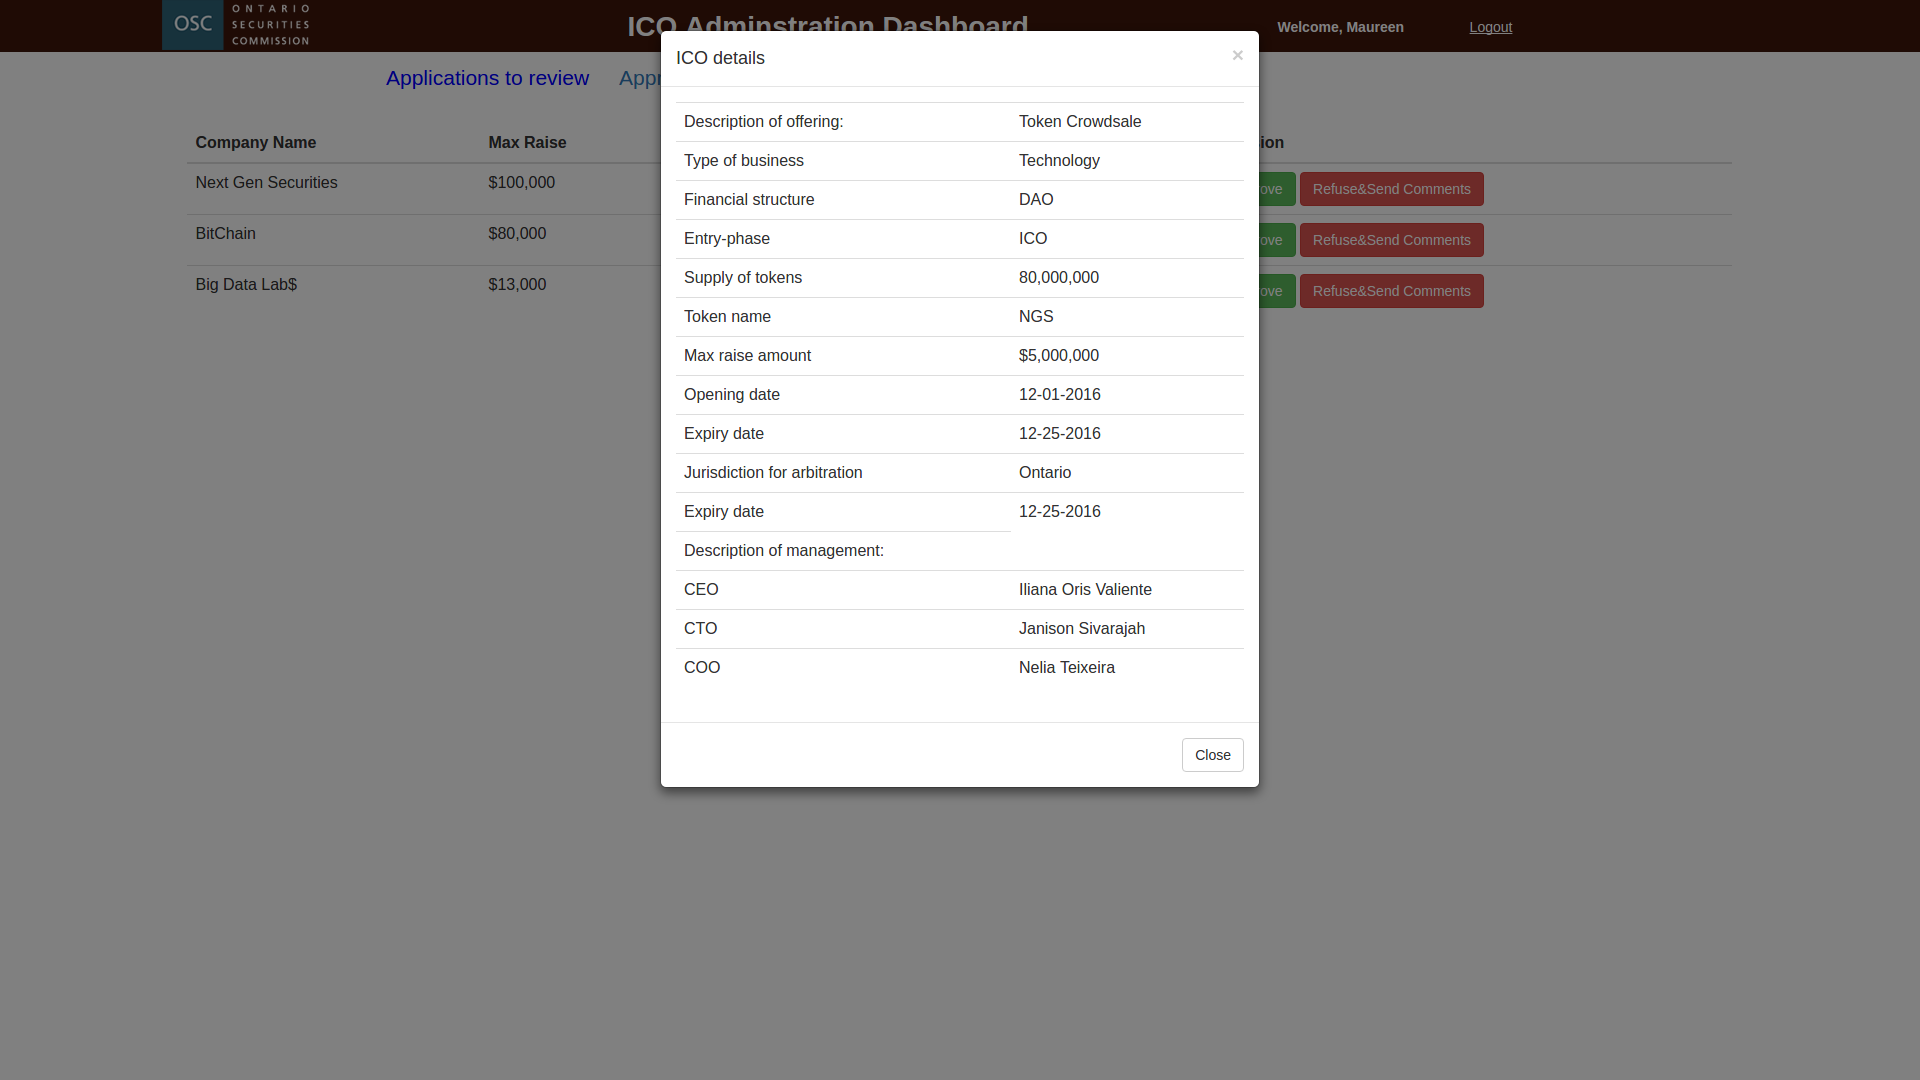 OSC
ONTARIO
SECURITIES
COMMISSION
ICO Adminstration Dashboard
Welcome, Maureen
Logout
ICO details
×
Applications to review
Company Name Max Raise
Next Gen Securities $100,000
Refuse&Send Comments
BitChain $80,000
Refuse&Send Comments
Big Data Lab$ $13,000
Refuse&Send Comments
Description of offering: Token Crowdsale
Type of business Technology
Financial structure DAO
Entry-phase ICO
Supply of tokens 80,000,000
Token name NGS
Max raise amount $5,000,000
Opening date 12-01-2016
Expiry date 12-25-2016
Jurisdiction for arbitration Ontario
Expiry date 12-25-2016
Description of management:
CEO Iliana Oris Valiente
CTO Janison Sivarajah
COO Nelia Teixeira
Close